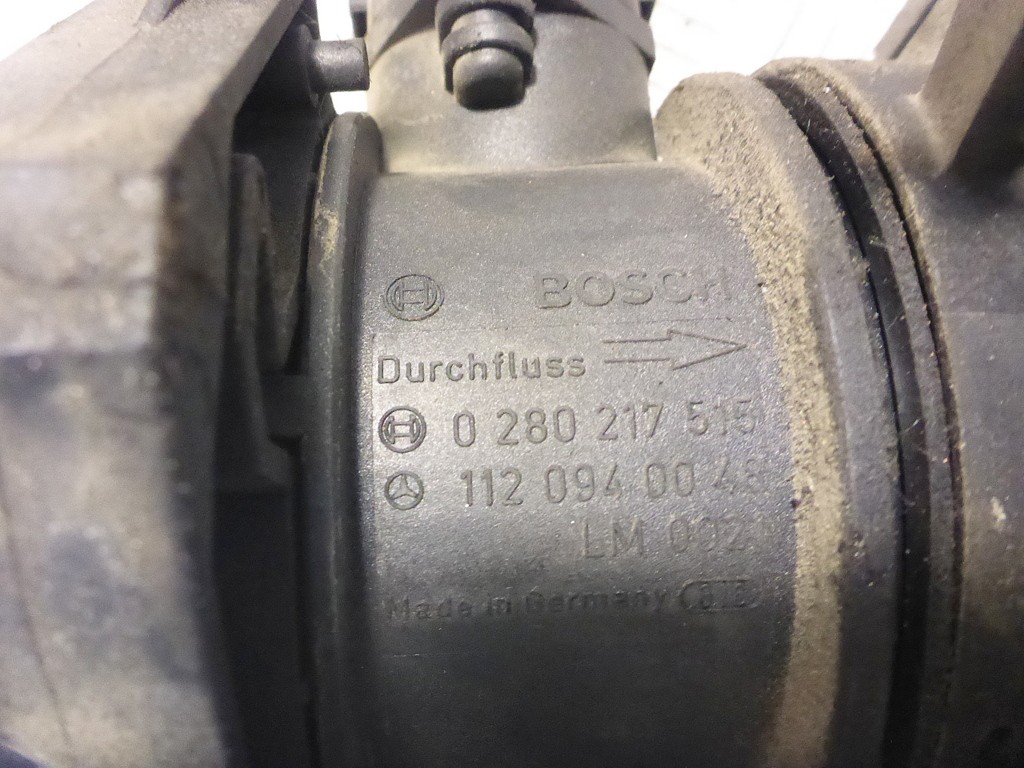 BOSCH
Durchfluss
0 280 217 515
112 094 00 48
LM 002
Made in Germany